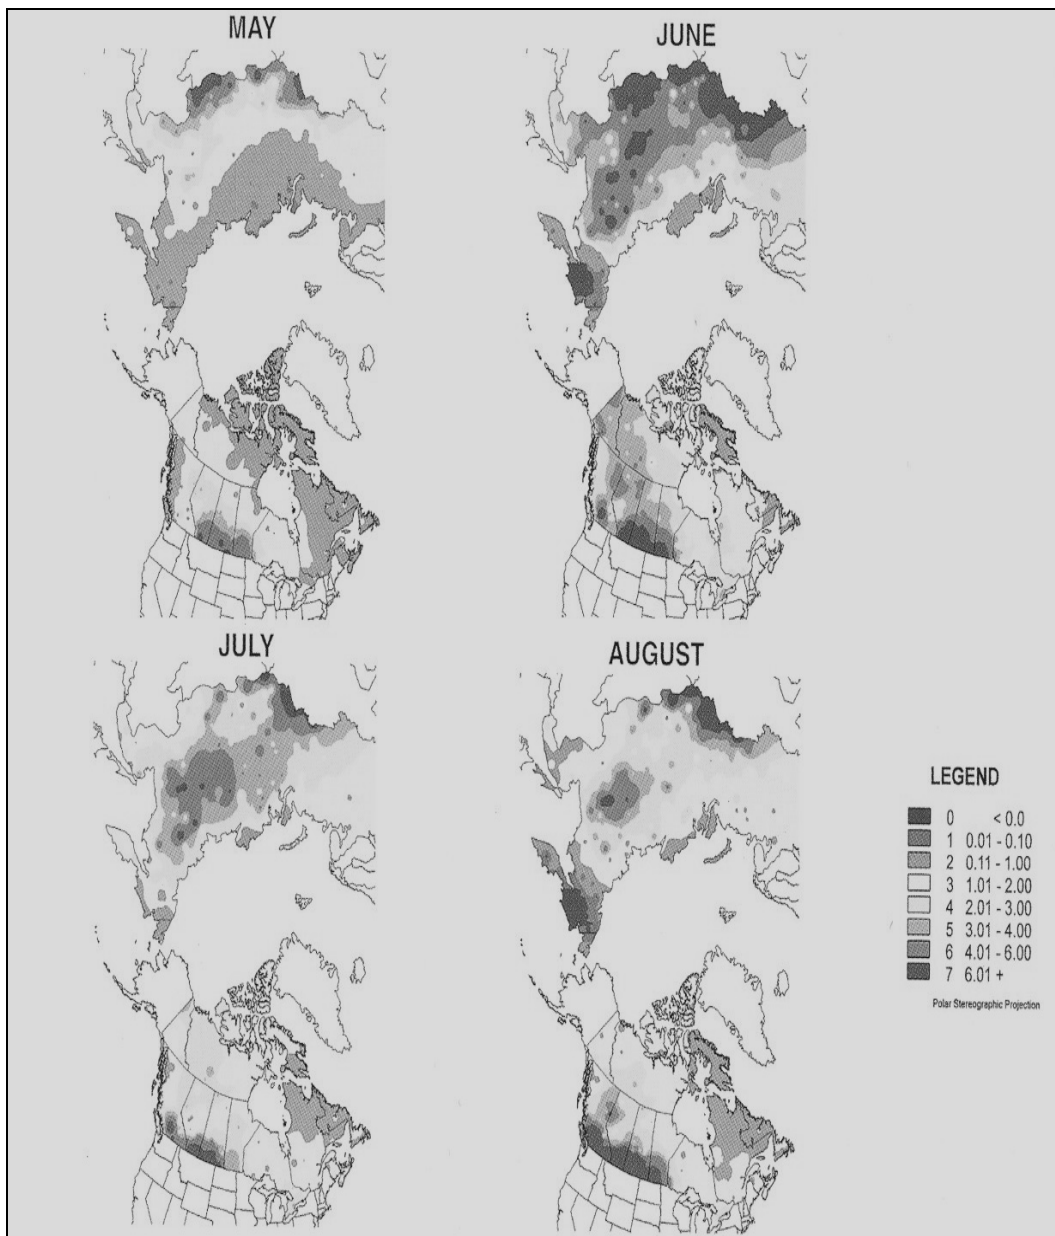 MAY
JUNE
JULY
AUGUST
LEGEND
0 < 0.0
1 0.01 - 0.10
2 0.11 - 1.00
3 1.01 - 2.00
4 2.01 - 3.00
5 3.01 - 4.00
6 4.01 - 6.00
7 6.01 +
Polar Stereographic Projection